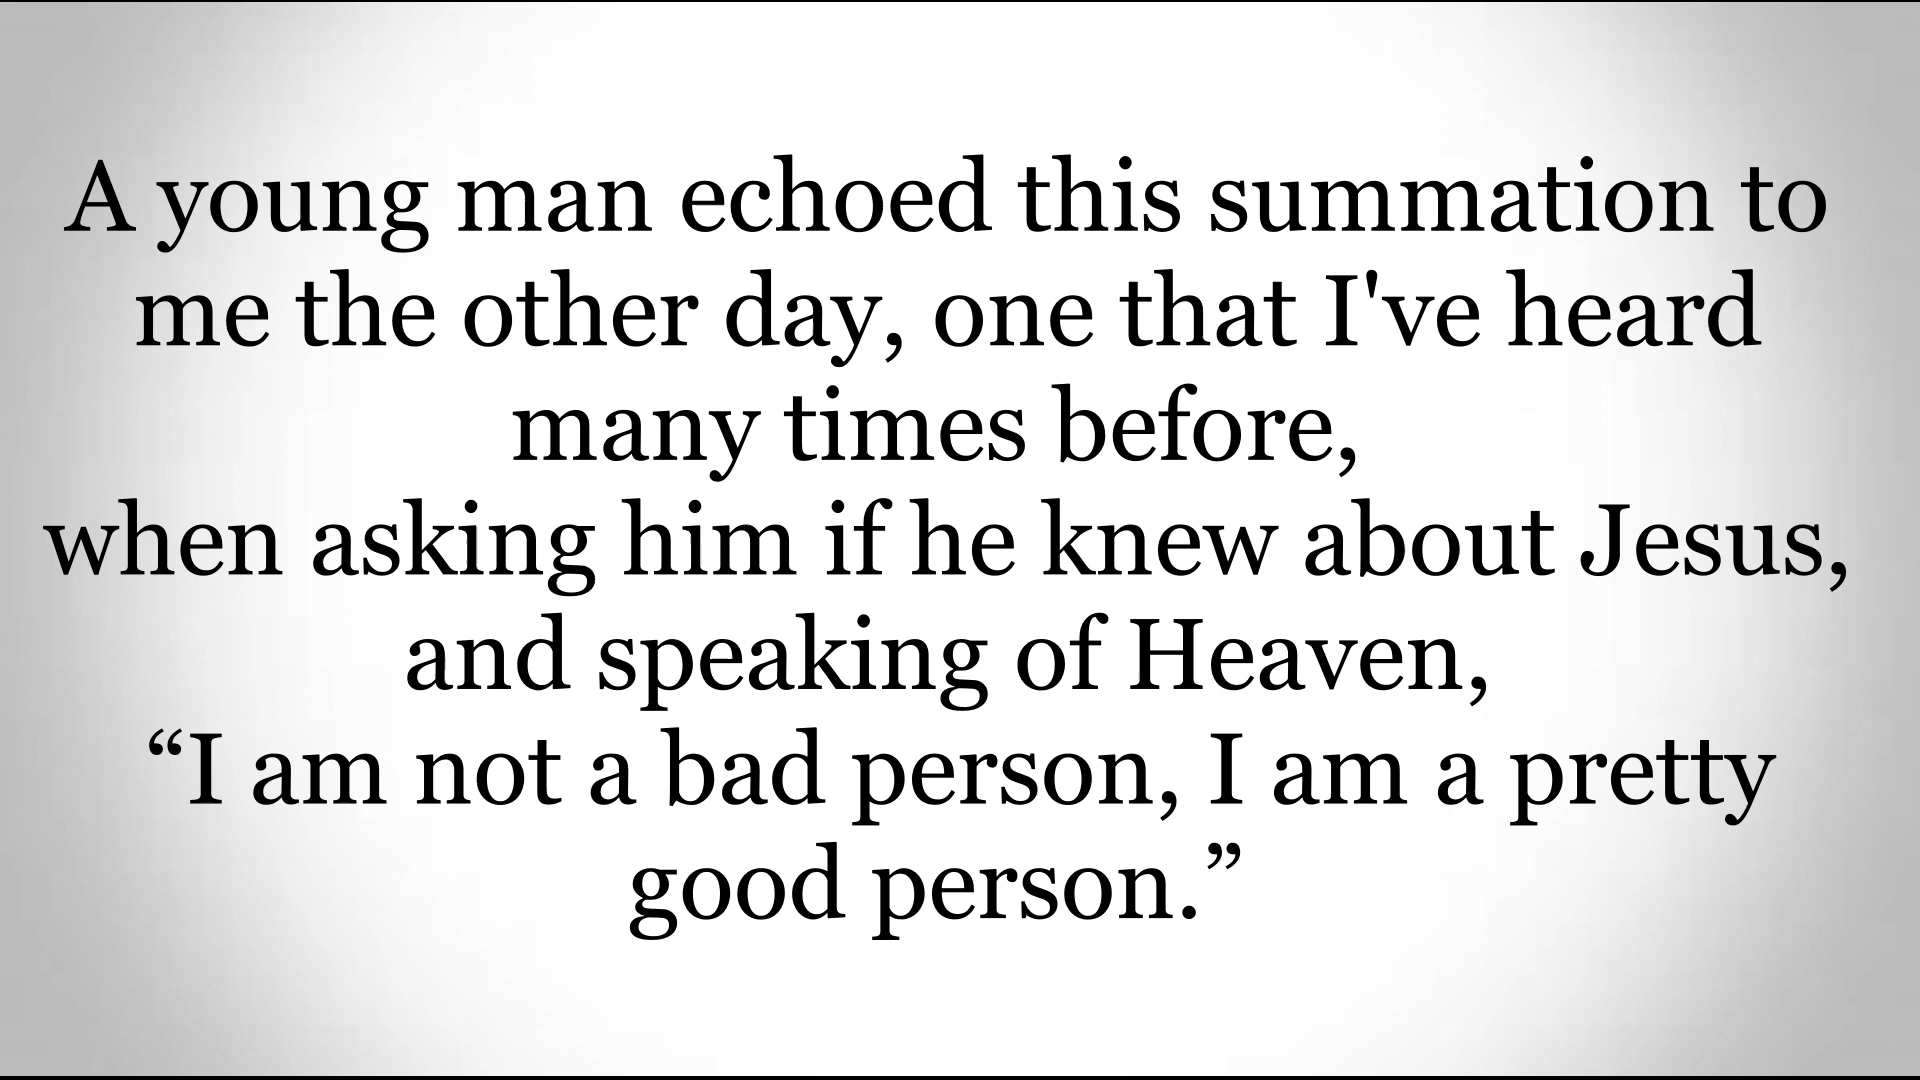 A young man echoed this summation to
me the other day, one that I've heard
many times before,
when asking him if he knew about Jesus,
and speaking of Heaven,
“I am not a bad person, I am a pretty
good person.”